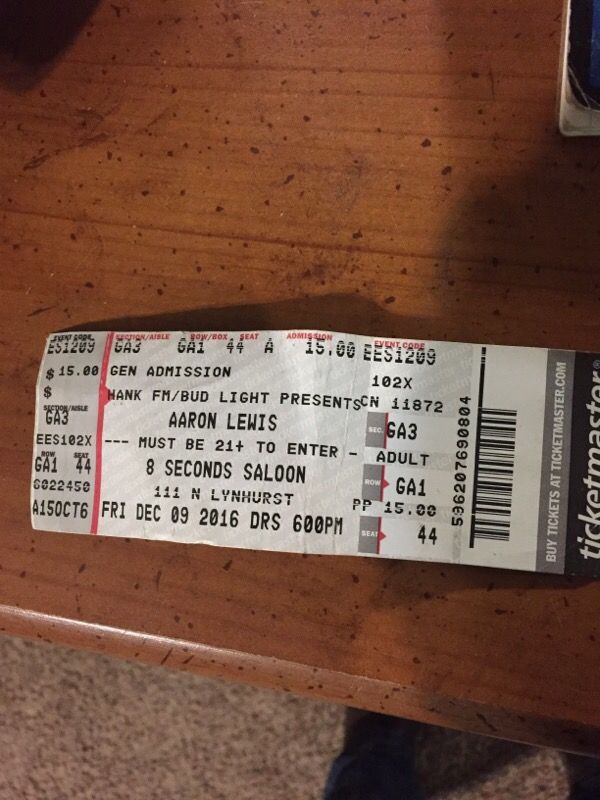 EVENT CODE SECTION/AISLE ROW/BOX SEAT ADMISSION EVENT CODE
ES1209 GA3 GA1 44 A 15.00 EES1209
$ 15.00 GEN ADMISSION 102X
$ HANK FM/BUD LIGHT PRESENTS CN 11872
SECTION/AISLE
GA3 AARON LEWIS SEC. GA3
EES102X --- MUST BE 21+ TO ENTER - ADULT
ROW SEAT
GA1 44 8 SECONDS SALOON ROW GA1
111 N LYNHURST PP 15.00
A15OCT6 FRI DEC 09 2016 DRS 600PM SEAT 44
596207690804
BUY TICKETS AT TICKETMASTER.COM
ticketmaster®